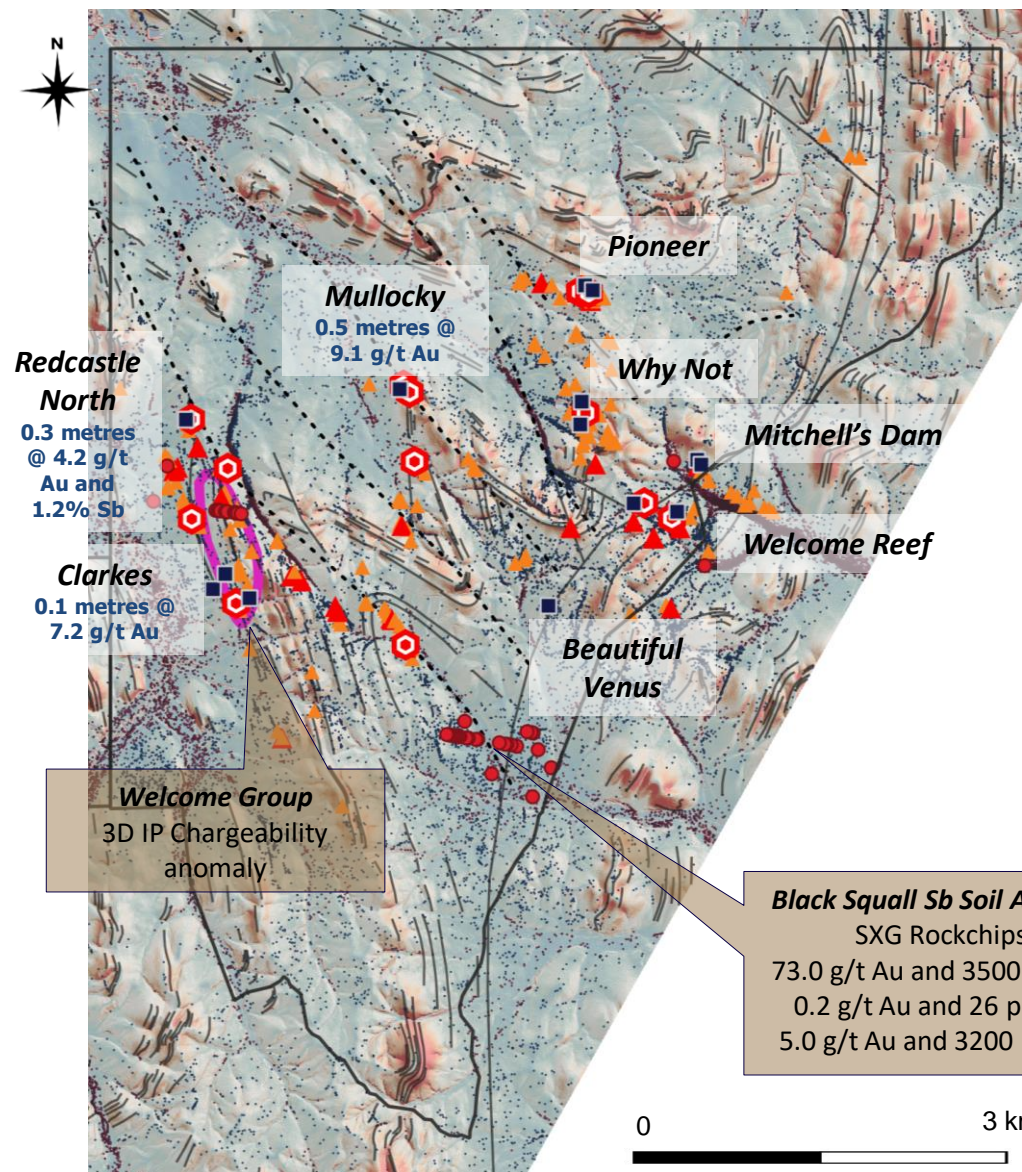 N
Pioneer
Mullocky
0.5 metres @
9.1 g/t Au
Why Not
Redcastle
North
0.3 metres
@ 4.2 g/t
Au and
1.2% Sb
Mitchell's Dam
Welcome Reef
Clarkes
0.1 metres @
7.2 g/t Au
Beautiful
Venus
Welcome Group
3D IP Chargeability
anomaly
Black Squall Sb Soil
SXG Rockchips
73.0 g/t Au and 3500
0.2 g/t Au and 26
5.0 g/t Au and 3200
0
3